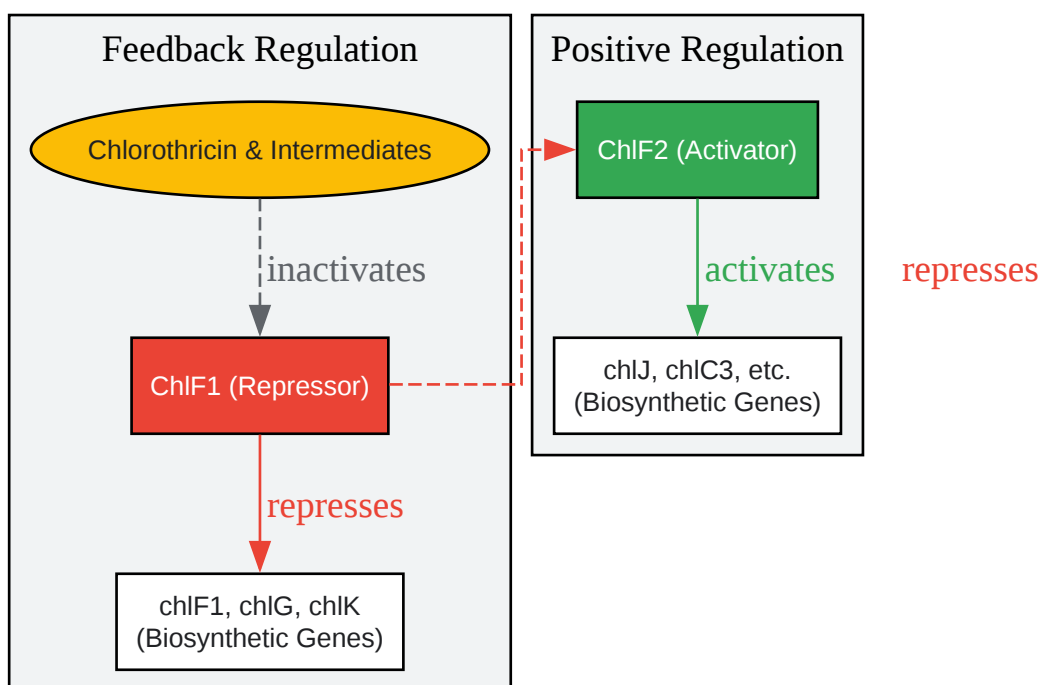 Feedback Regulation
Positive Regulation
Chlorothricin & Intermediates
ChlF2 (Activator)
inactivates
activates
represses
ChlF1 (Repressor)
chlJ, chlC3, etc.
(Biosynthetic Genes)
represses
chlF1, chlG, chlK
(Biosynthetic Genes)